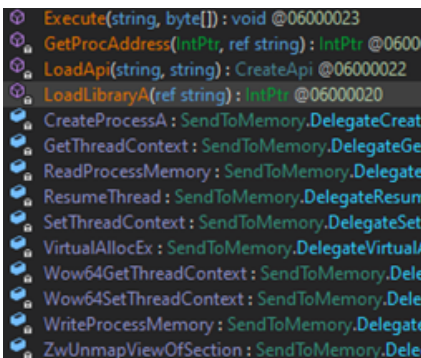 Execute(string, byte[]) : void @06000023
GetProcAddress(IntPtr, ref string) : IntPtr @0600
LoadApi(string, string) : CreateApi @06000022
LoadLibraryA(ref string) : IntPtr @06000020
CreateProcessA : SendToMemory.DelegateCreat
GetThreadContext : SendToMemory.DelegateGe
ReadProcessMemory : SendToMemory.Delegate
ResumeThread : SendToMemory.DelegateResum
SetThreadContext : SendToMemory.DelegateSet
VirtualAllocEx : SendToMemory.DelegateVirtualA
Wow64GetThreadContext : SendToMemory.Dele
Wow64SetThreadContext : SendToMemory.Dele
WriteProcessMemory : SendToMemory.Delegate
ZwUnmapViewOfSection : SendToMemory.Dele